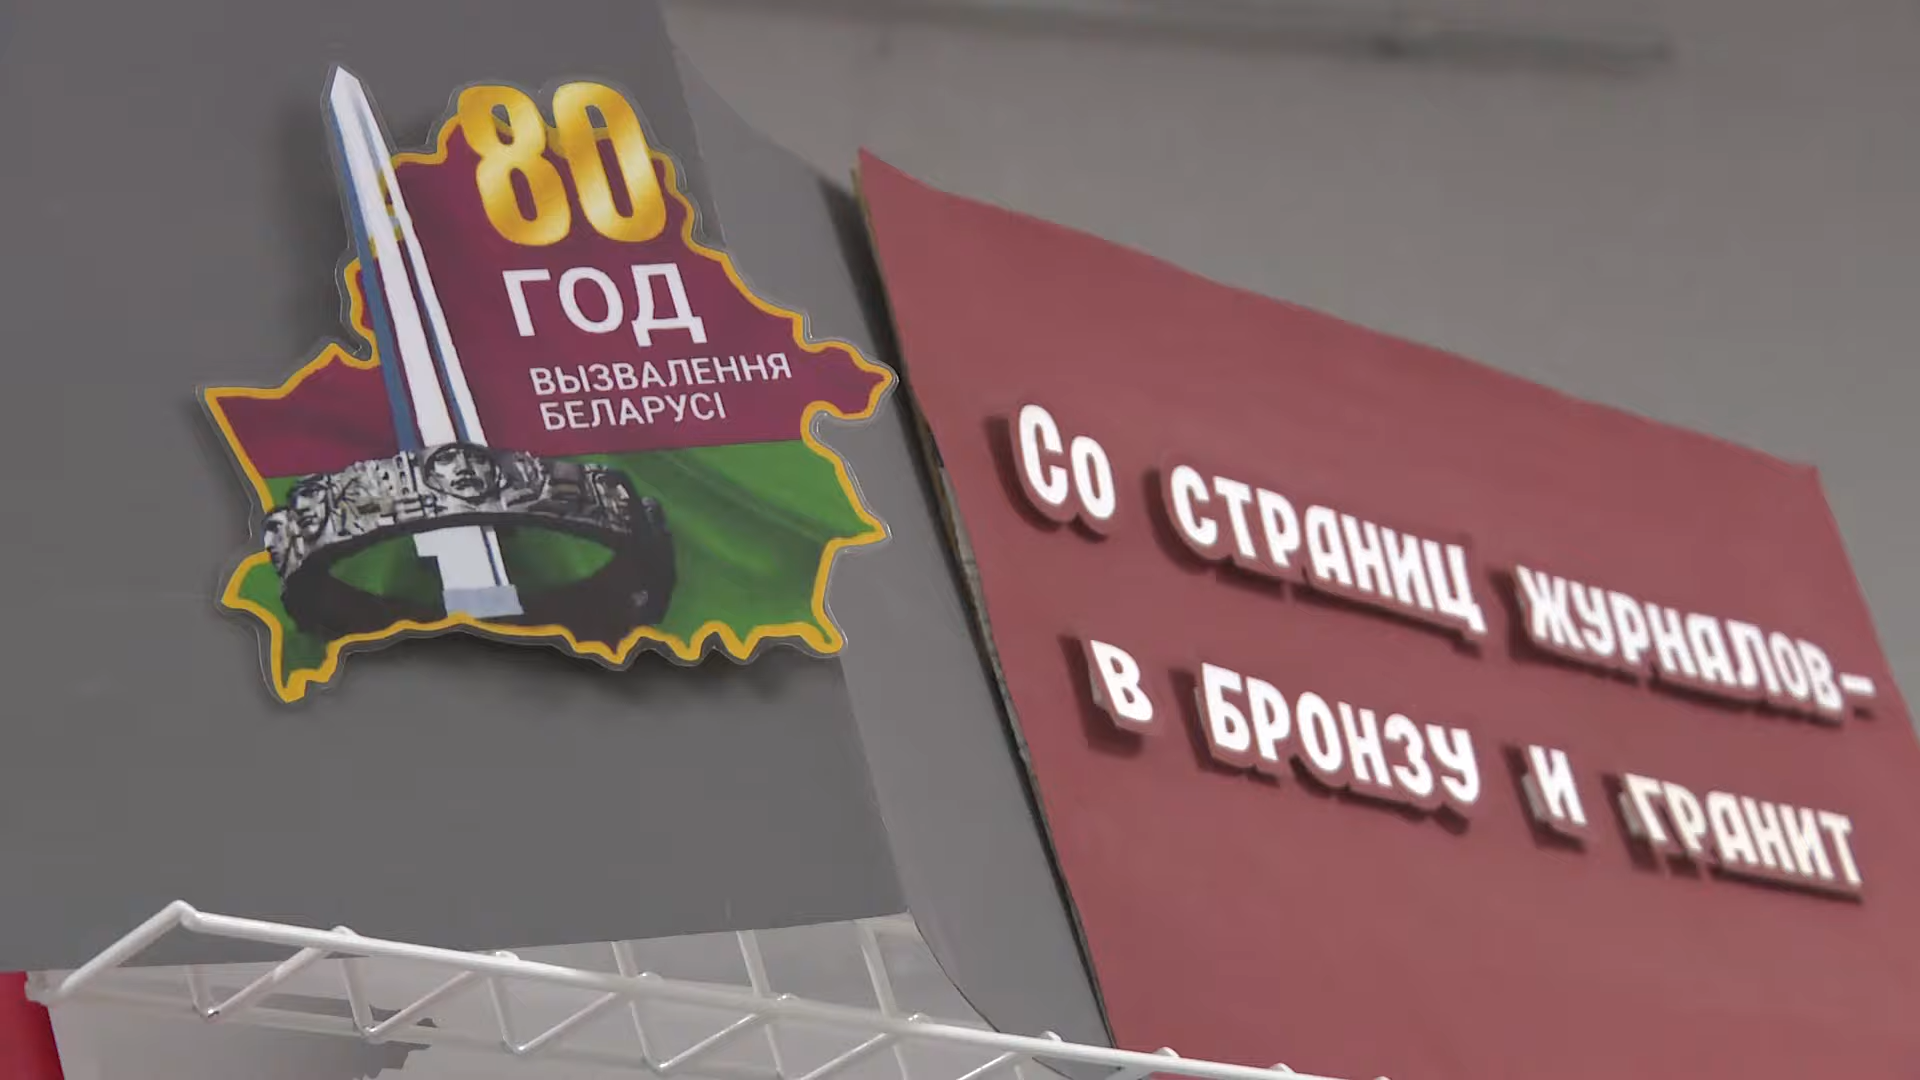 80
ГОД
ВЫЗВАЛЕННЯ
БЕЛАРУСІ
Со СТРАНИЦ ЖУРНАЛОВ-
В БРОНЗУ И ГРАНИТ